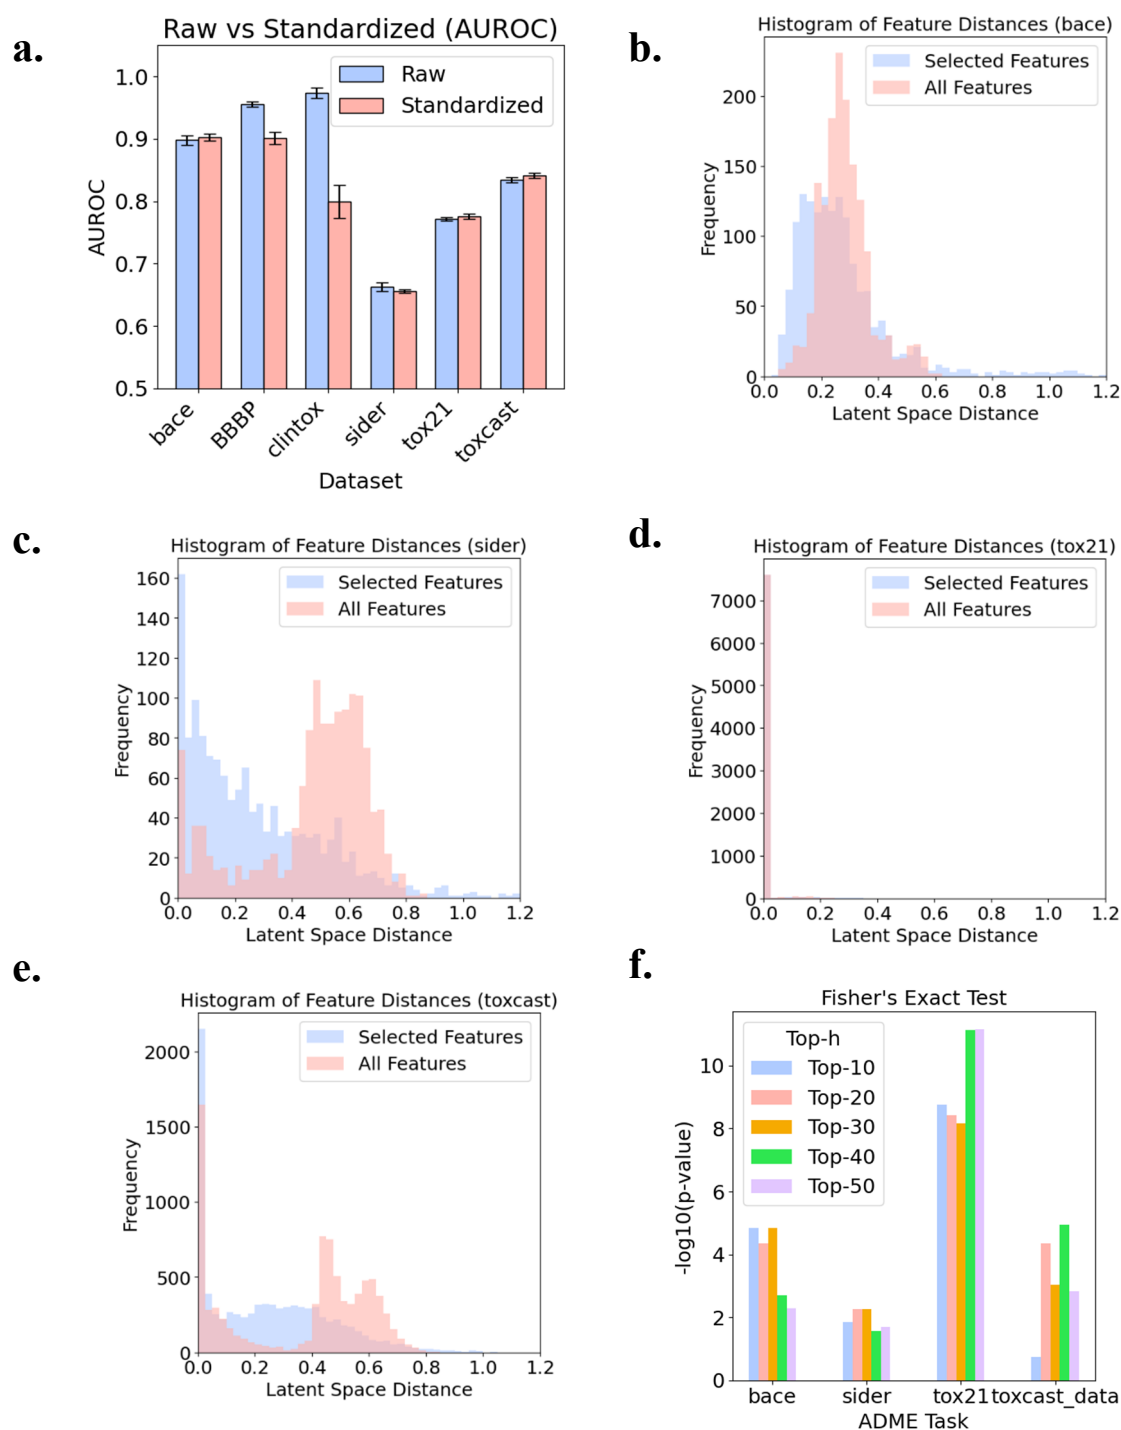 a.
Raw vs Standardized (AUROC)
Raw
Standardized
AUROC
1.0
0.9
0.8
0.7
0.6
0.5
bace
BBBP
clintox
sider
tox21
toxcast
Dataset
b.
Histogram of Feature Distances (bace)
Selected Features
All Features
Frequency
200
150
100
50
0
0.0 0.2 0.4 0.6 0.8 1.0 1.2
Latent Space Distance
c.
Histogram of Feature Distances (sider)
Selected Features
All Features
Frequency
160
140
120
100
80
60
40
20
0
0.0 0.2 0.4 0.6 0.8 1.0 1.2
Latent Space Distance
d.
Histogram of Feature Distances (tox21)
Selected Features
All Features
Frequency
7000
6000
5000
4000
3000
2000
1000
0
0.0 0.2 0.4 0.6 0.8 1.0 1.2
Latent Space Distance
e.
Histogram of Feature Distances (toxcast)
Selected Features
All Features
Frequency
2000
1500
1000
500
0
0.0 0.2 0.4 0.6 0.8 1.0 1.2
Latent Space Distance
f.
Fisher's Exact Test
Top-h
Top-10
Top-20
Top-30
Top-40
Top-50
-log10(p-value)
10
8
6
4
2
0
bace sider tox21 toxcast_data
ADME Task